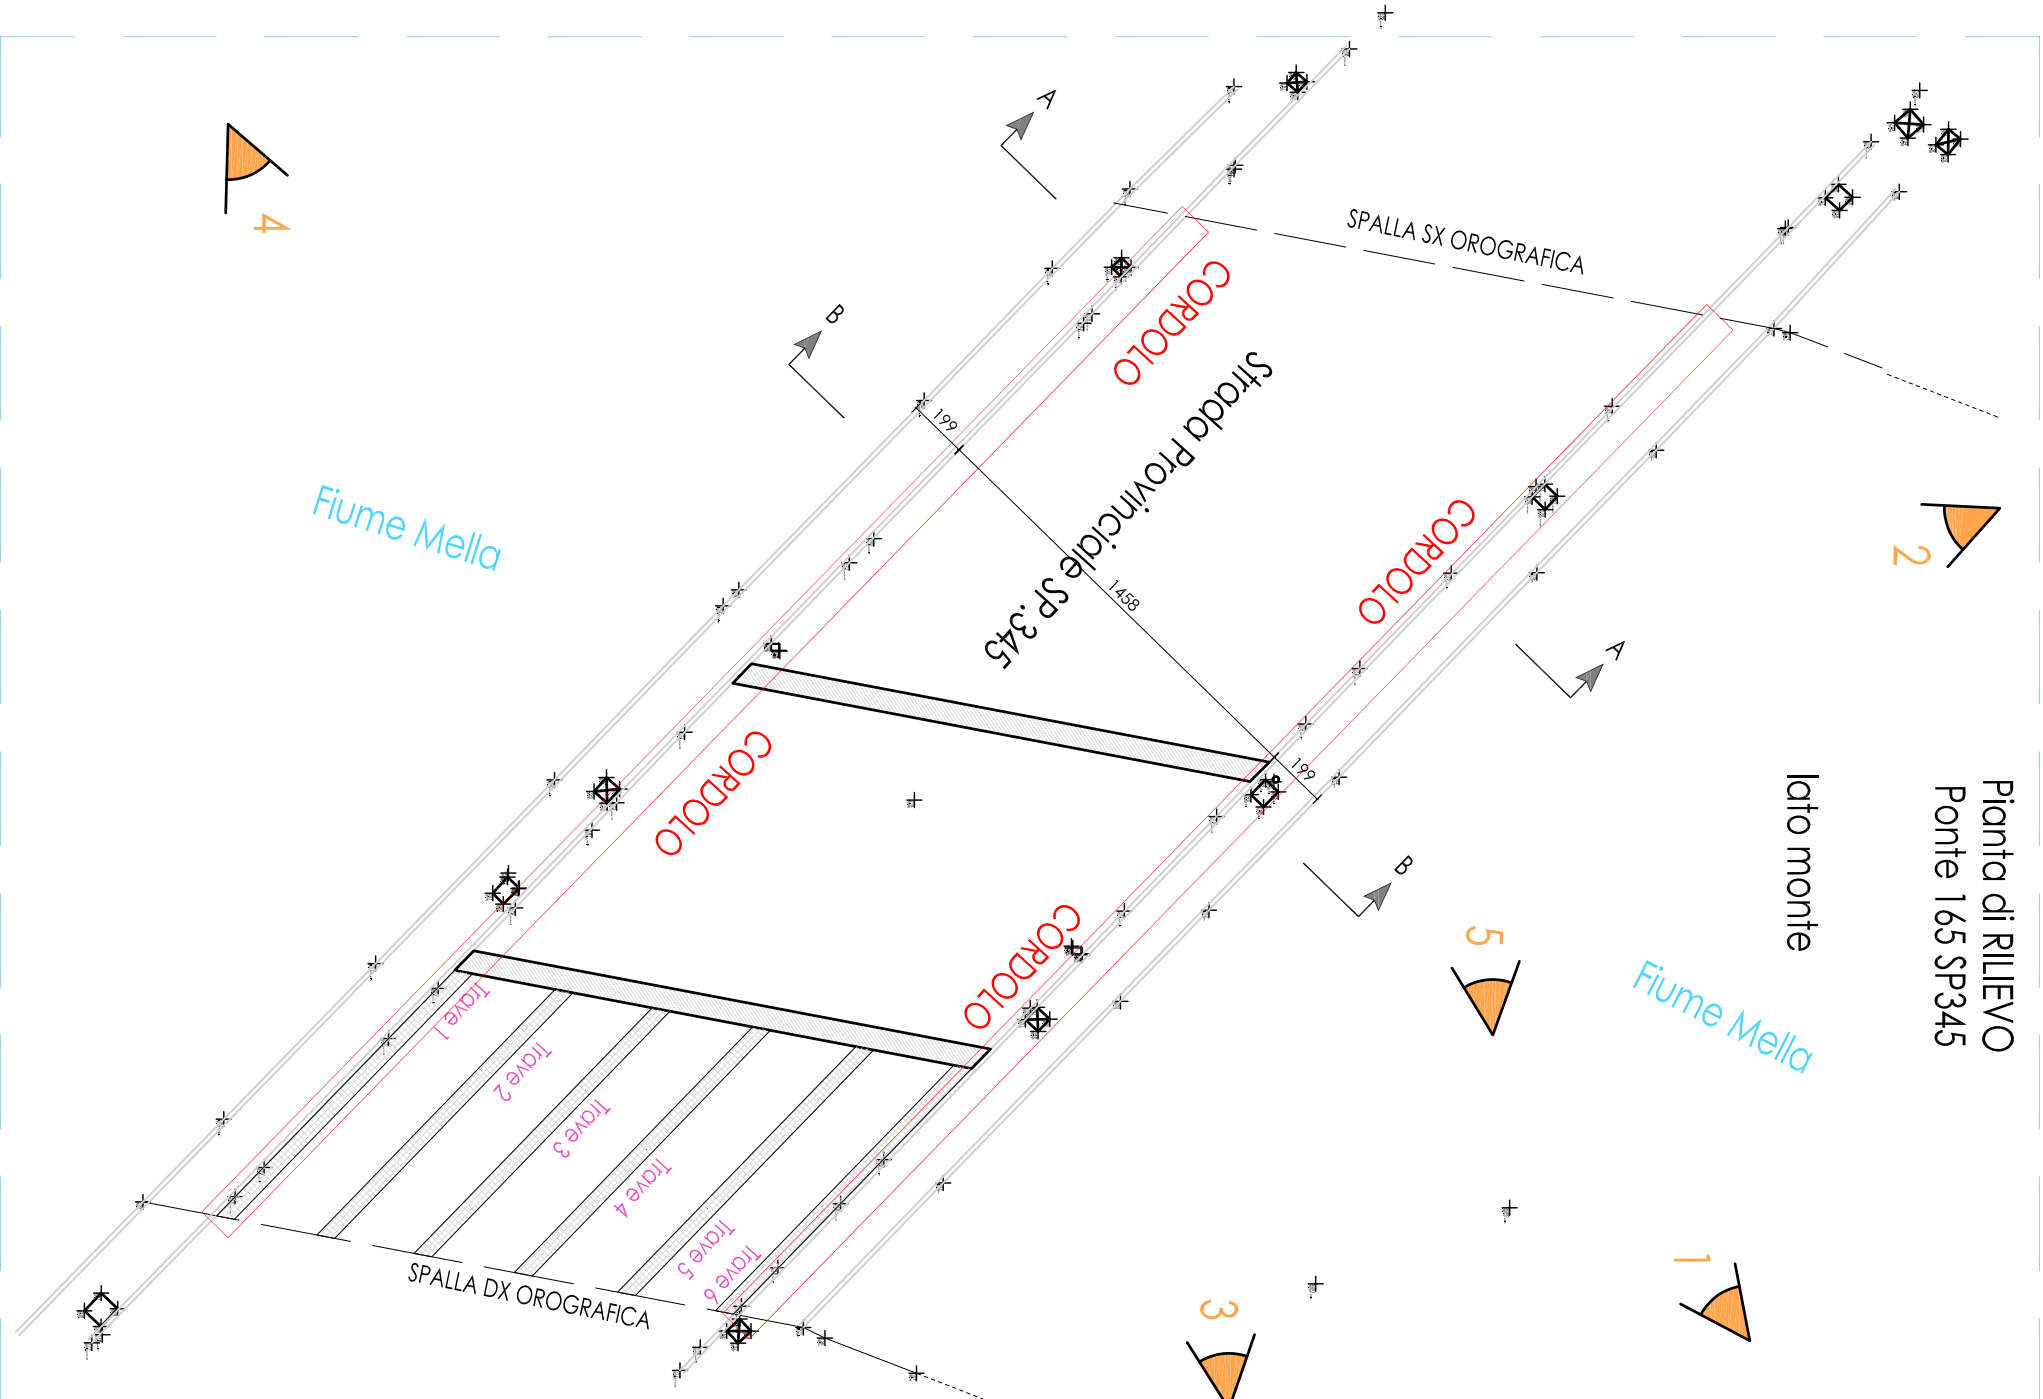 Pianta di RILIEVO
Ponte 165 SP345
lato monte
Fiume Mella
Fiume Mella
SPALLA SX OROGRAFICA
SPALLA DX OROGRAFICA
Strada Provinciale SP.345
CORDOLO
CORDOLO
CORDOLO
CORDOLO
199
1458
199
A
A
B
B
Trave 1
Trave 2
Trave 3
Trave 4
Trave 5
Trave 6
1
2
3
4
5